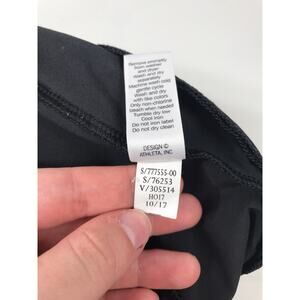 Remove promptly
from washer
and dryer
Wash and dry
separately
Machine wash cold
gentle cycle
Wash and dry
with like colors
Only non-chlorine
bleach when needed
Tumble dry low
Cool iron
Do not iron label
Do not dry clean
DESIGN ©
ATHLETA, INC
S/777555-00
S/76253
V/305514
HO17
10/17